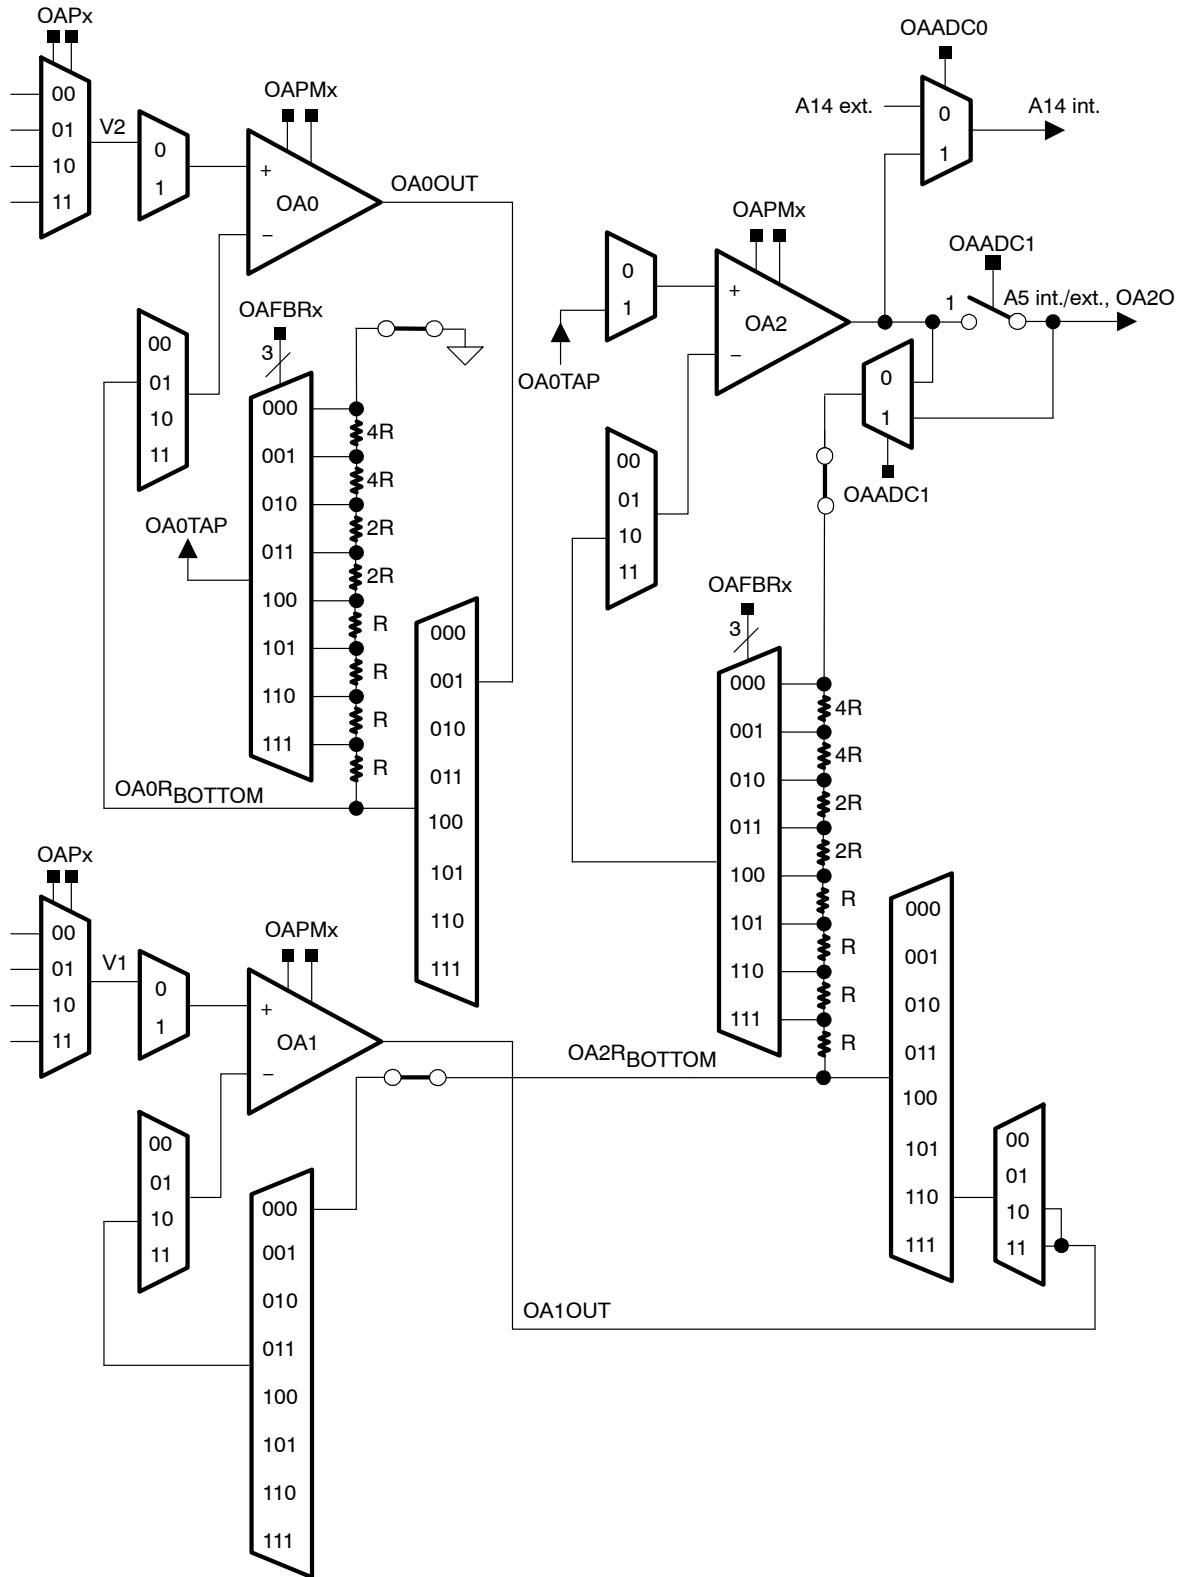 OAPx
00
01
10
11
V2
0
1
OAPMx
+
OA0
−
OA0OUT
00
01
10
11
OAFBRx
3
000
001
010
011
100
101
110
111
4R
4R
2R
2R
R
R
R
R
OA0TAP
OA0RBOTTOM
000
001
010
011
100
101
110
111
OAADC0
A14 ext.
0
1
A14 int.
0
1
OA0TAP
OAPMx
+
OA2
−
OAADC1
1
A5 int./ext., OA2O
0
1
OAADC1
00
01
10
11
OAFBRx
3
000
001
010
011
100
101
110
111
4R
4R
2R
2R
R
R
R
R
OA2RBOTTOM
000
001
010
011
100
101
110
111
00
01
10
11
OAPx
00
01
10
11
V1
0
1
OAPMx
+
OA1
−
00
01
10
11
000
001
010
011
100
101
110
111
OA1OUT